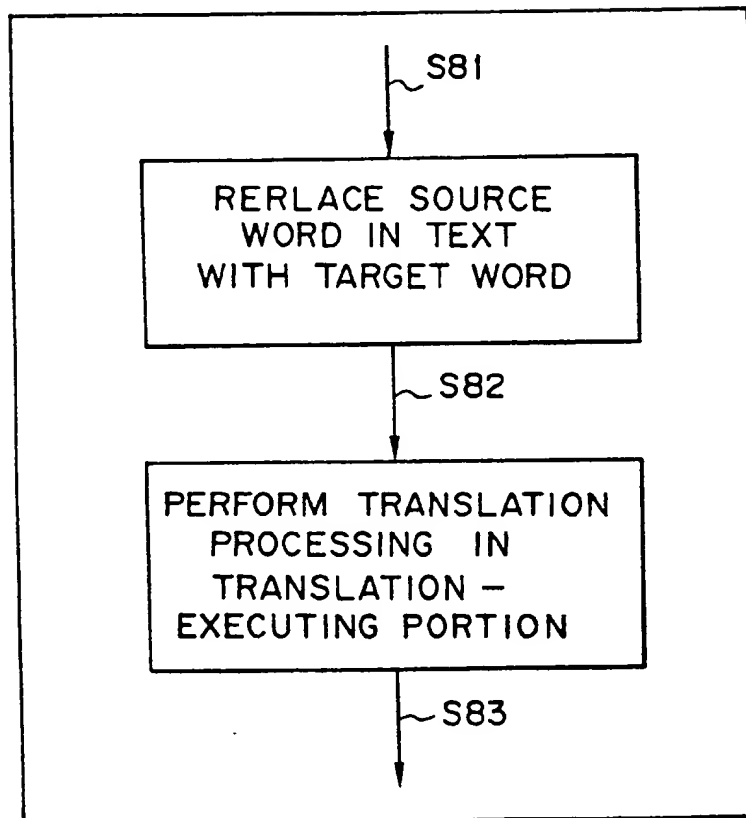 S81
RERLACE SOURCE
WORD IN TEXT
WITH TARGET WORD
S82
PERFORM TRANSLATION
PROCESSING IN
TRANSLATION –
EXECUTING PORTION
S83